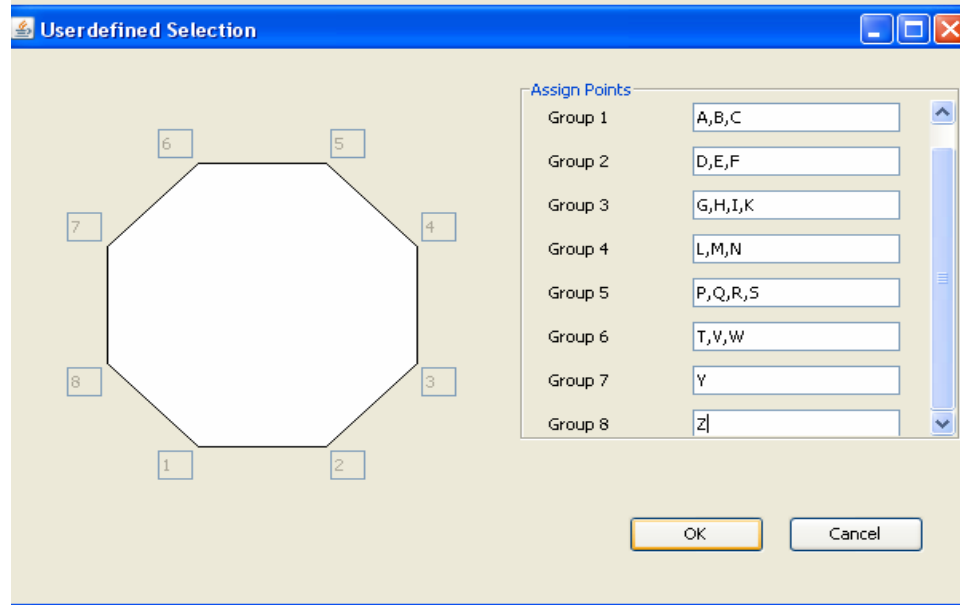 Userdefined Selection
Assign Points
Group 1 A,B,C
Group 2 D,E,F
Group 3 G,H,I,K
Group 4 L,M,N
Group 5 P,Q,R,S
Group 6 T,V,W
Group 7 Y
Group 8 Z
6 5
7 4
8 3
1 2
OK Cancel